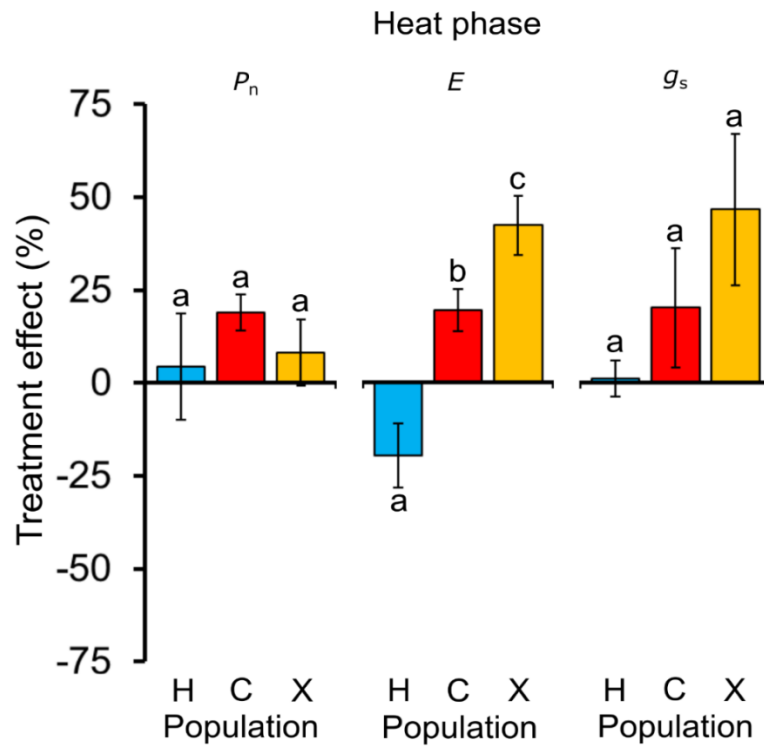 Heat phase
Pn E gs
Treatment effect (%)
75
50
25
0
-25
-50
-75
a a a
a b c
a a a
H C X H C X H C X
Population Population Population